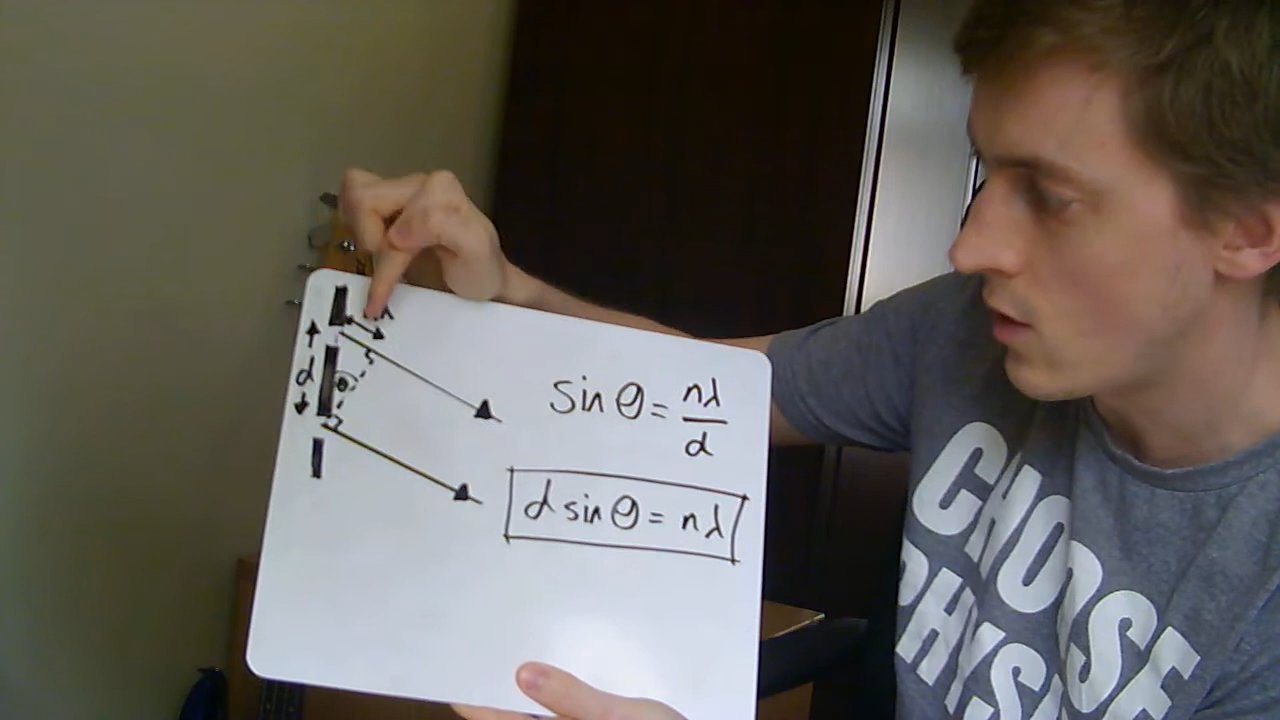 d
θ
sin θ = nλ/d
d sin θ = nλ
CHOOSE